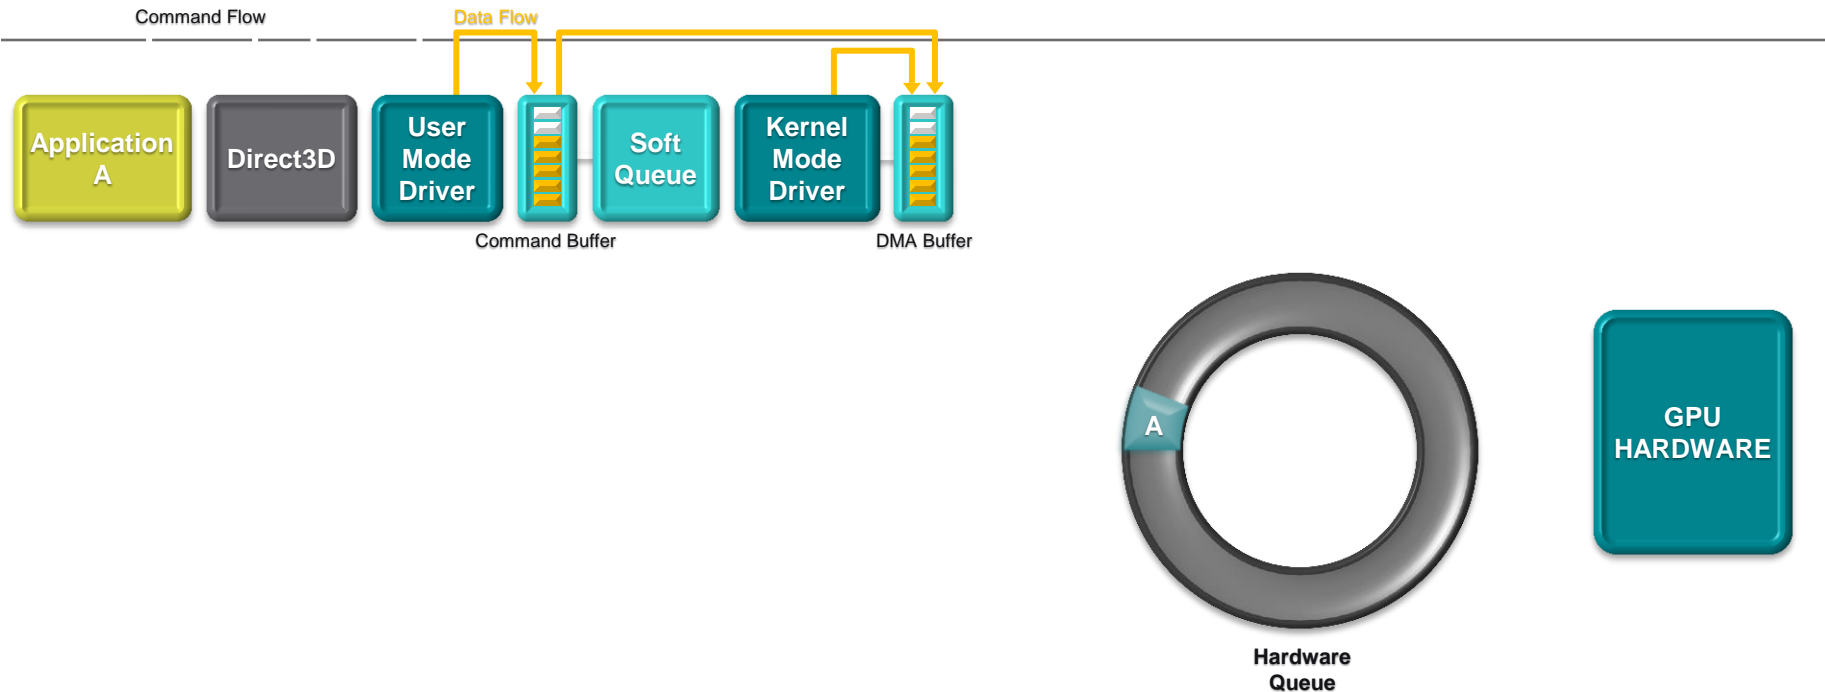 Command Flow
Data Flow
Application
A
Direct3D
User
Mode
Driver
Soft
Queue
Kernel
Mode
Driver
Command Buffer
DMA Buffer
A
GPU
HARDWARE
Hardware
Queue